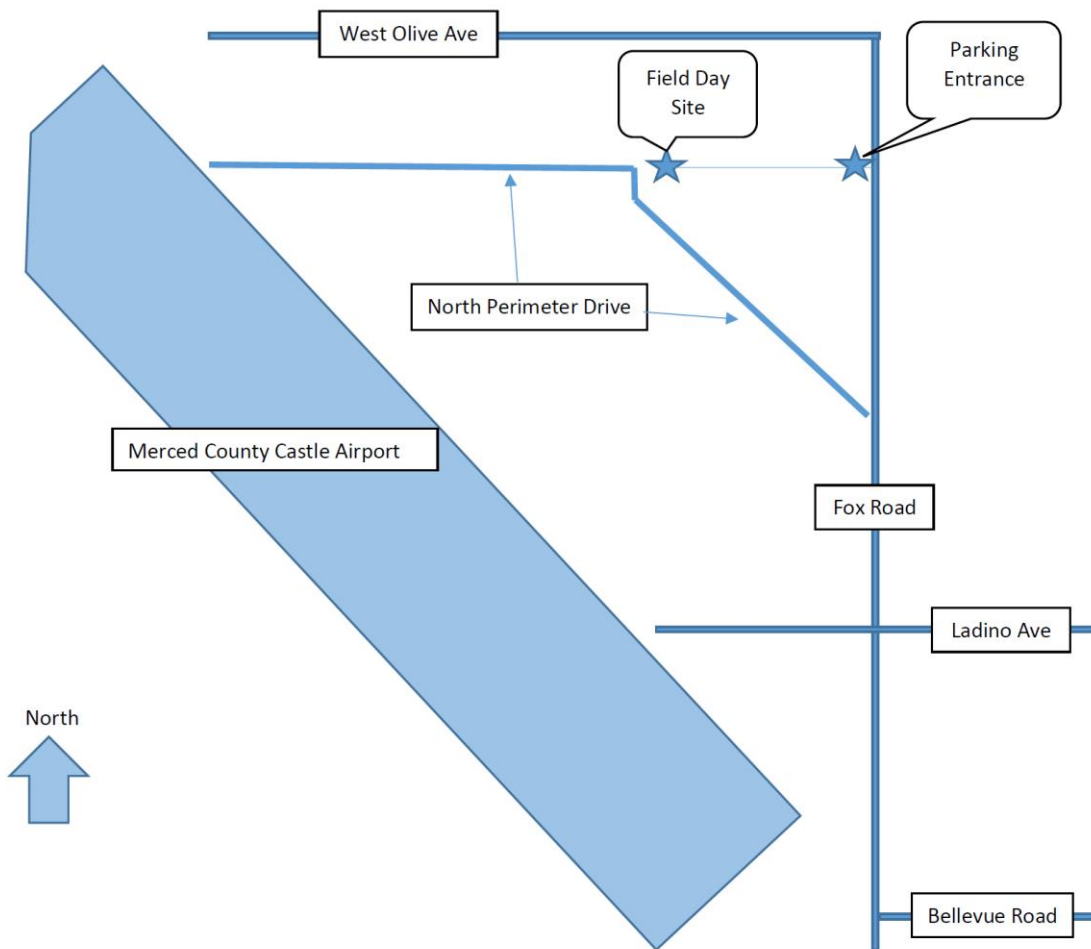 West Olive Ave
Parking
Entrance
Field Day
Site
North Perimeter Drive
Merced County Castle Airport
Fox Road
Ladino Ave
North
Bellevue Road